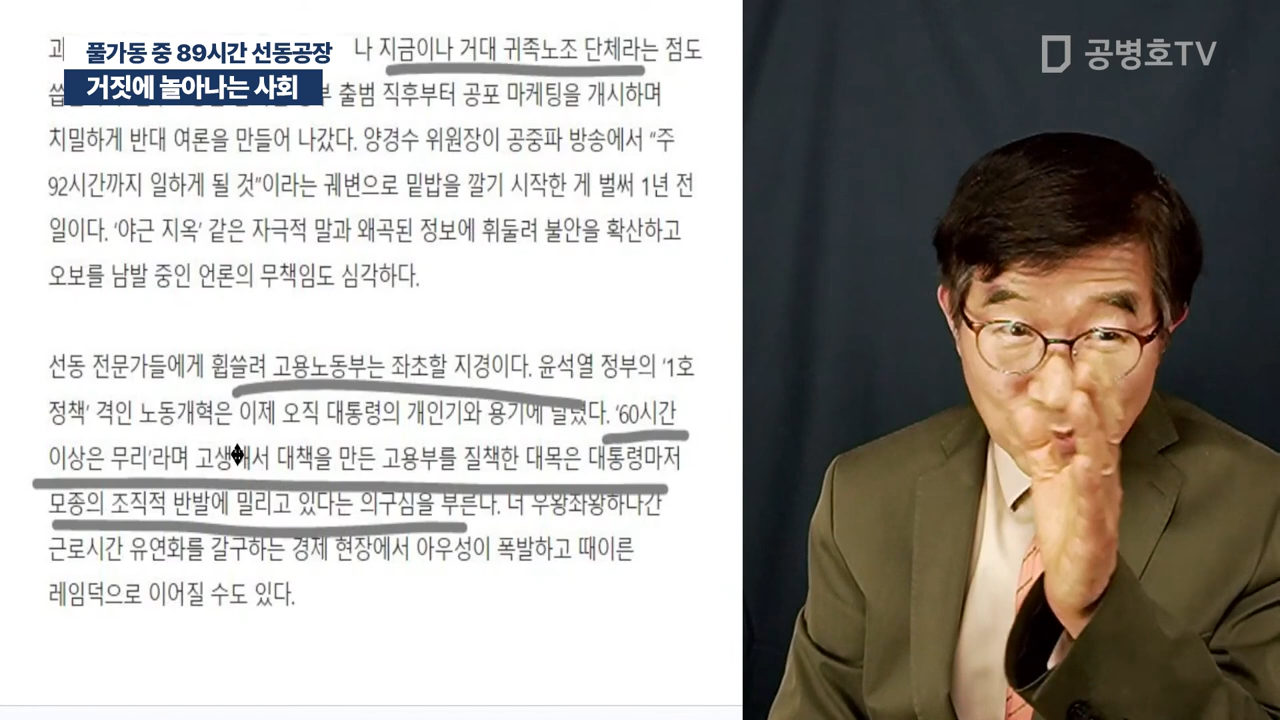 풀가동 중 89시간 선동공장
거짓에 놀아나는 사회
공병호TV
과 나 지금이나 거대 귀족노조 단체라는 점도
출범 직후부터 공포 마케팅을 개시하며
치밀하게 반대 여론을 만들어 나갔다. 양경수 위원장이 공중파 방송에서 “주
92시간까지 일하게 될 것”이라는 궤변으로 밑밥을 깔기 시작한 게 벌써 1년 전
일이다. ‘야근 지옥’ 같은 자극적 말과 왜곡된 정보에 휘둘려 불안을 확산하고
오보를 남발 중인 언론의 무책임도 심각하다.
선동 전문가들에게 휩쓸려 고용노동부는 좌초할 지경이다. 윤석열 정부의 ‘1호
정책’ 격인 노동개혁은 이제 오직 대통령의 개인기와 용기에 달렸다. ‘60시간
이상은 무리’라며 고생해서 대책을 만든 고용부를 질책한 대목은 대통령마저
모종의 조직적 반발에 밀리고 있다는 의구심을 부른다. 더 우왕좌왕하다간
근로시간 유연화를 갈구하는 경제 현장에서 아우성이 폭발하고 때이른
레임덕으로 이어질 수도 있다.